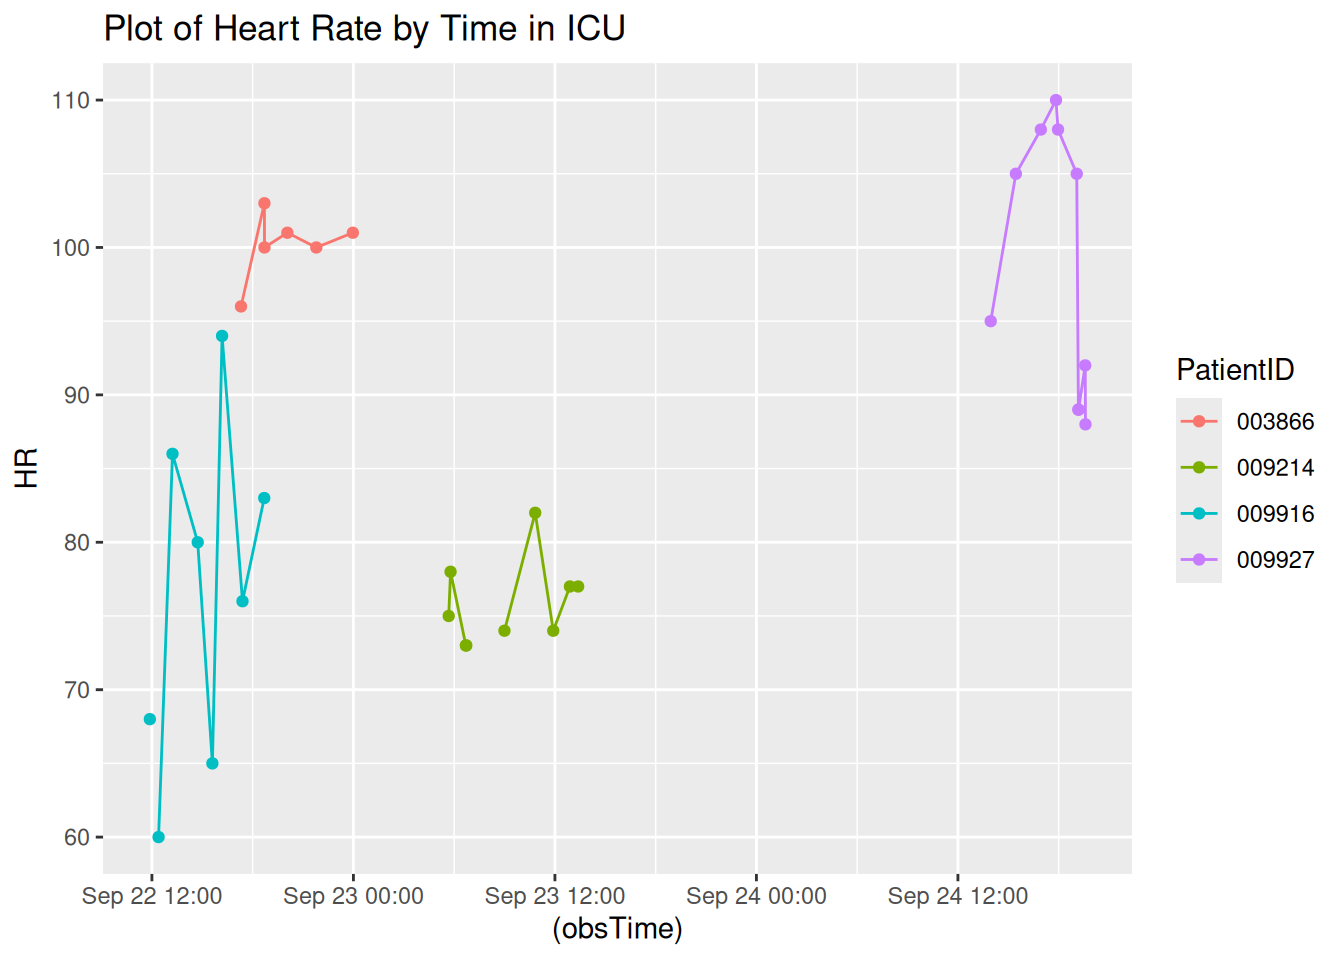 Plot of Heart Rate by Time in ICU
110
100
90
80
70
60
HR
Sep 22 12:00 Sep 23 00:00 Sep 23 12:00 Sep 24 00:00 Sep 24 12:00
(obsTime)
PatientID
003866
009214
009916
009927